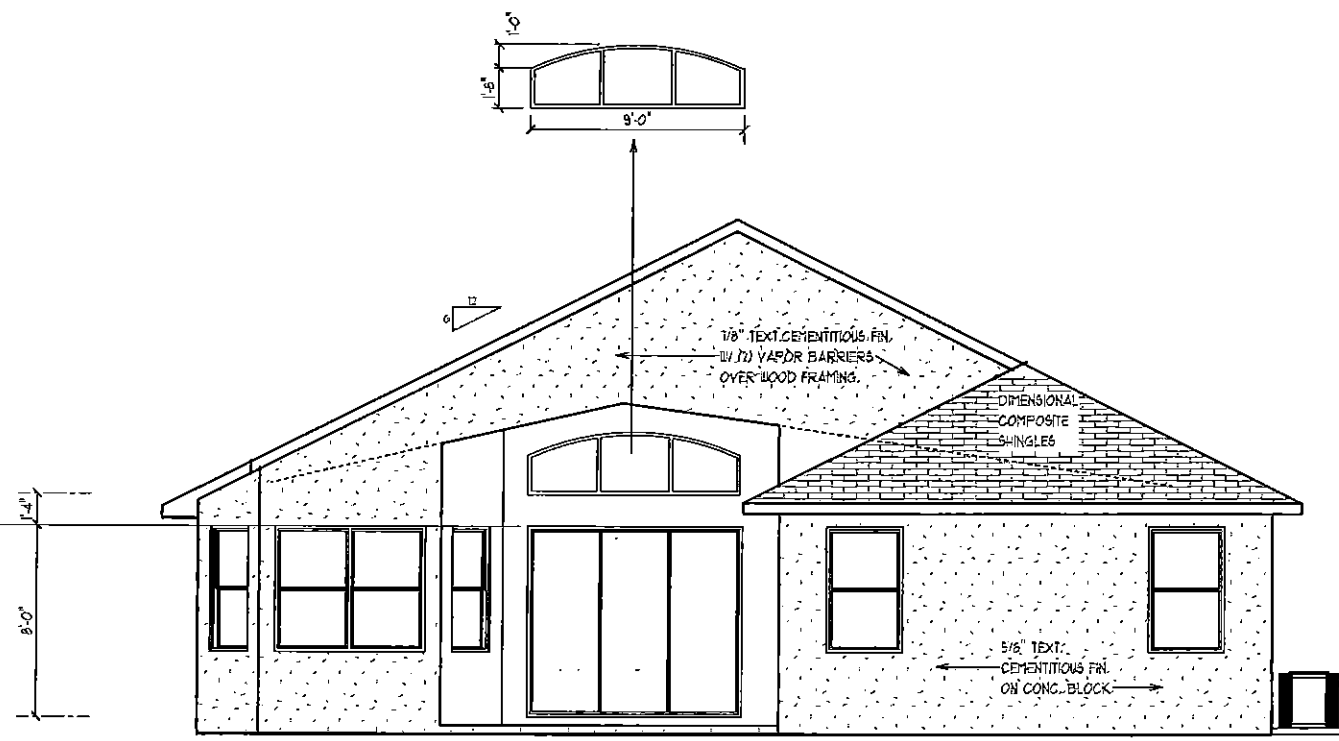 1'-0"
1'-8"
9'-0"
12
6
7/8" TEXT. CEMENTITIOUS FIN.
W/ (2) VAPOR BARRIERS
OVER WOOD FRAMING.
DIMENSIONAL
COMPOSITE
SHINGLES
1'-4"
8'-0"
5/8" TEXT.
CEMENTITIOUS FIN.
ON CONC. BLOCK